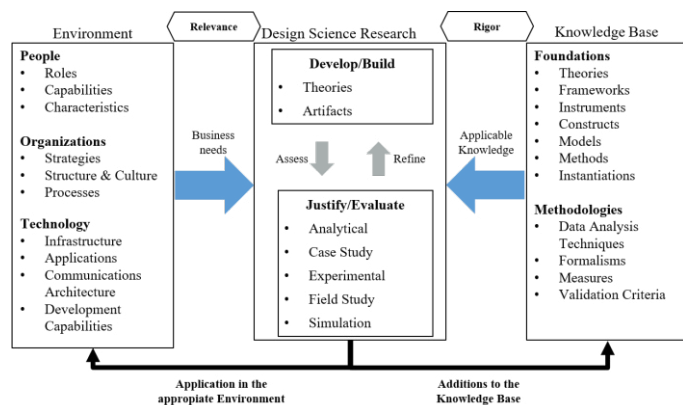 Environment
Relevance
Design Science Research
Rigor
Knowledge Base
People
• Roles
• Capabilities
• Characteristics
Organizations
• Strategies
• Structure & Culture
• Processes
Technology
• Infrastructure
• Applications
• Communications
Architecture
• Development
Capabilities
Business
needs
Develop/Build
• Theories
• Artifacts
Assess
Refine
Justify/Evaluate
• Analytical
• Case Study
• Experimental
• Field Study
• Simulation
Applicable
Knowledge
Foundations
• Theories
• Frameworks
• Instruments
• Constructs
• Models
• Methods
• Instantiations
Methodologies
• Data Analysis
Techniques
• Formalisms
• Measures
• Validation Criteria
Application in the
appropiate Environment
Additions to the
Knowledge Base